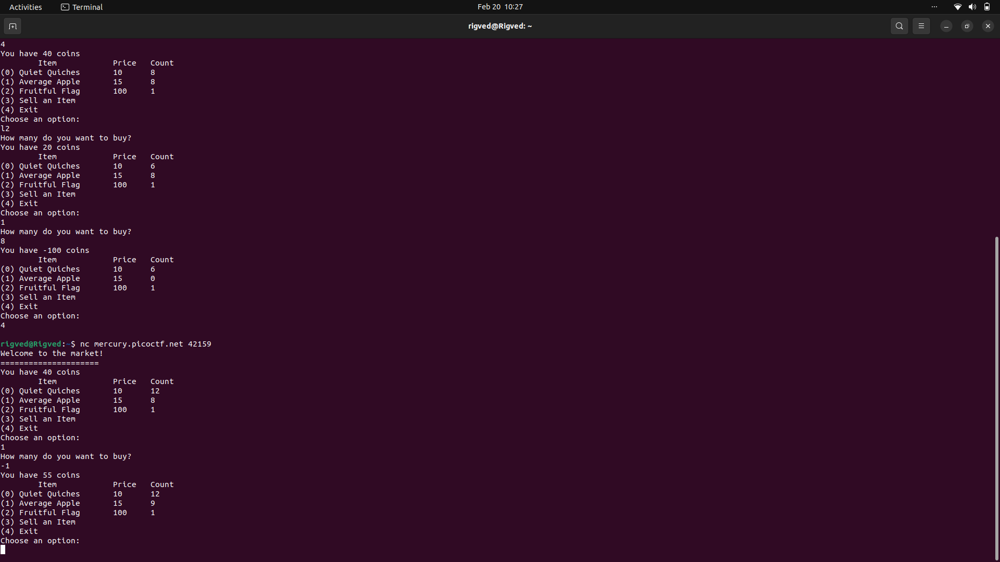 Activities Terminal Feb 20 10:27
rigved@Rigved: ~
4
You have 40 coins
Item Price Count
(0) Quiet Quiches 10 8
(1) Average Apple 15 8
(2) Fruitful Flag 100 1
(3) Sell an Item
(4) Exit
Choose an option:
l2
How many do you want to buy?
You have 20 coins
Item Price Count
(0) Quiet Quiches 10 6
(1) Average Apple 15 8
(2) Fruitful Flag 100 1
(3) Sell an Item
(4) Exit
Choose an option:
1
How many do you want to buy?
8
You have -100 coins
Item Price Count
(0) Quiet Quiches 10 6
(1) Average Apple 15 0
(2) Fruitful Flag 100 1
(3) Sell an Item
(4) Exit
Choose an option:
4
rigved@Rigved:~$ nc mercury.picoctf.net 42159
Welcome to the market!
=====================
You have 40 coins
Item Price Count
(0) Quiet Quiches 10 12
(1) Average Apple 15 8
(2) Fruitful Flag 100 1
(3) Sell an Item
(4) Exit
Choose an option:
1
How many do you want to buy?
-1
You have 55 coins
Item Price Count
(0) Quiet Quiches 10 12
(1) Average Apple 15 9
(2) Fruitful Flag 100 1
(3) Sell an Item
(4) Exit
Choose an option: